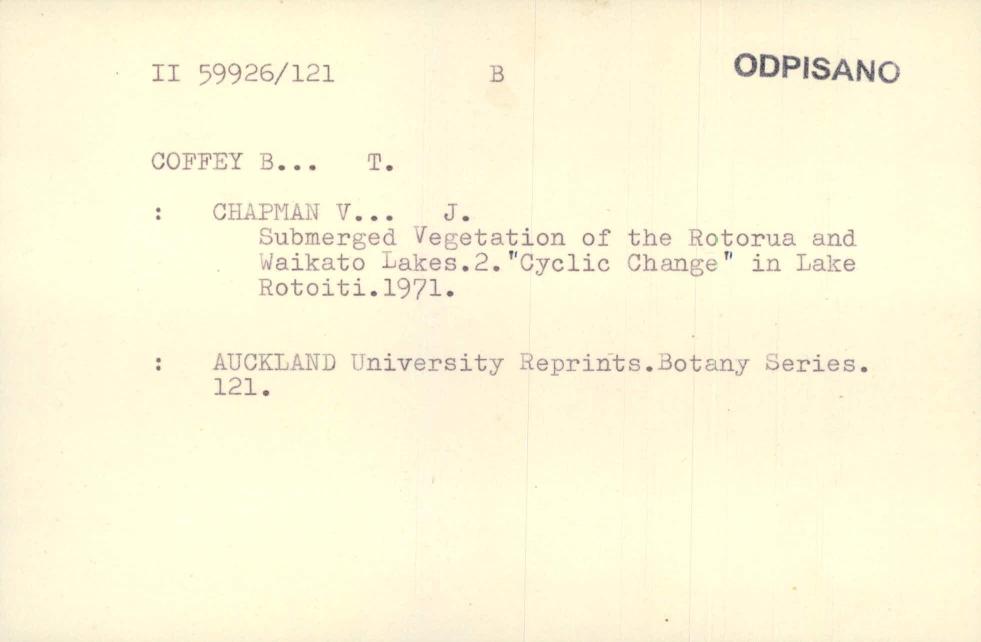 II 59926/121 B ODPISANO
COFFEY B... T.
: CHAPMAN V... J.
Submerged Vegetation of the Rotorua and
Waikato Lakes.2."Cyclic Change" in Lake
Rotoiti.1971.
: AUCKLAND University Reprints.Botany Series.
121.